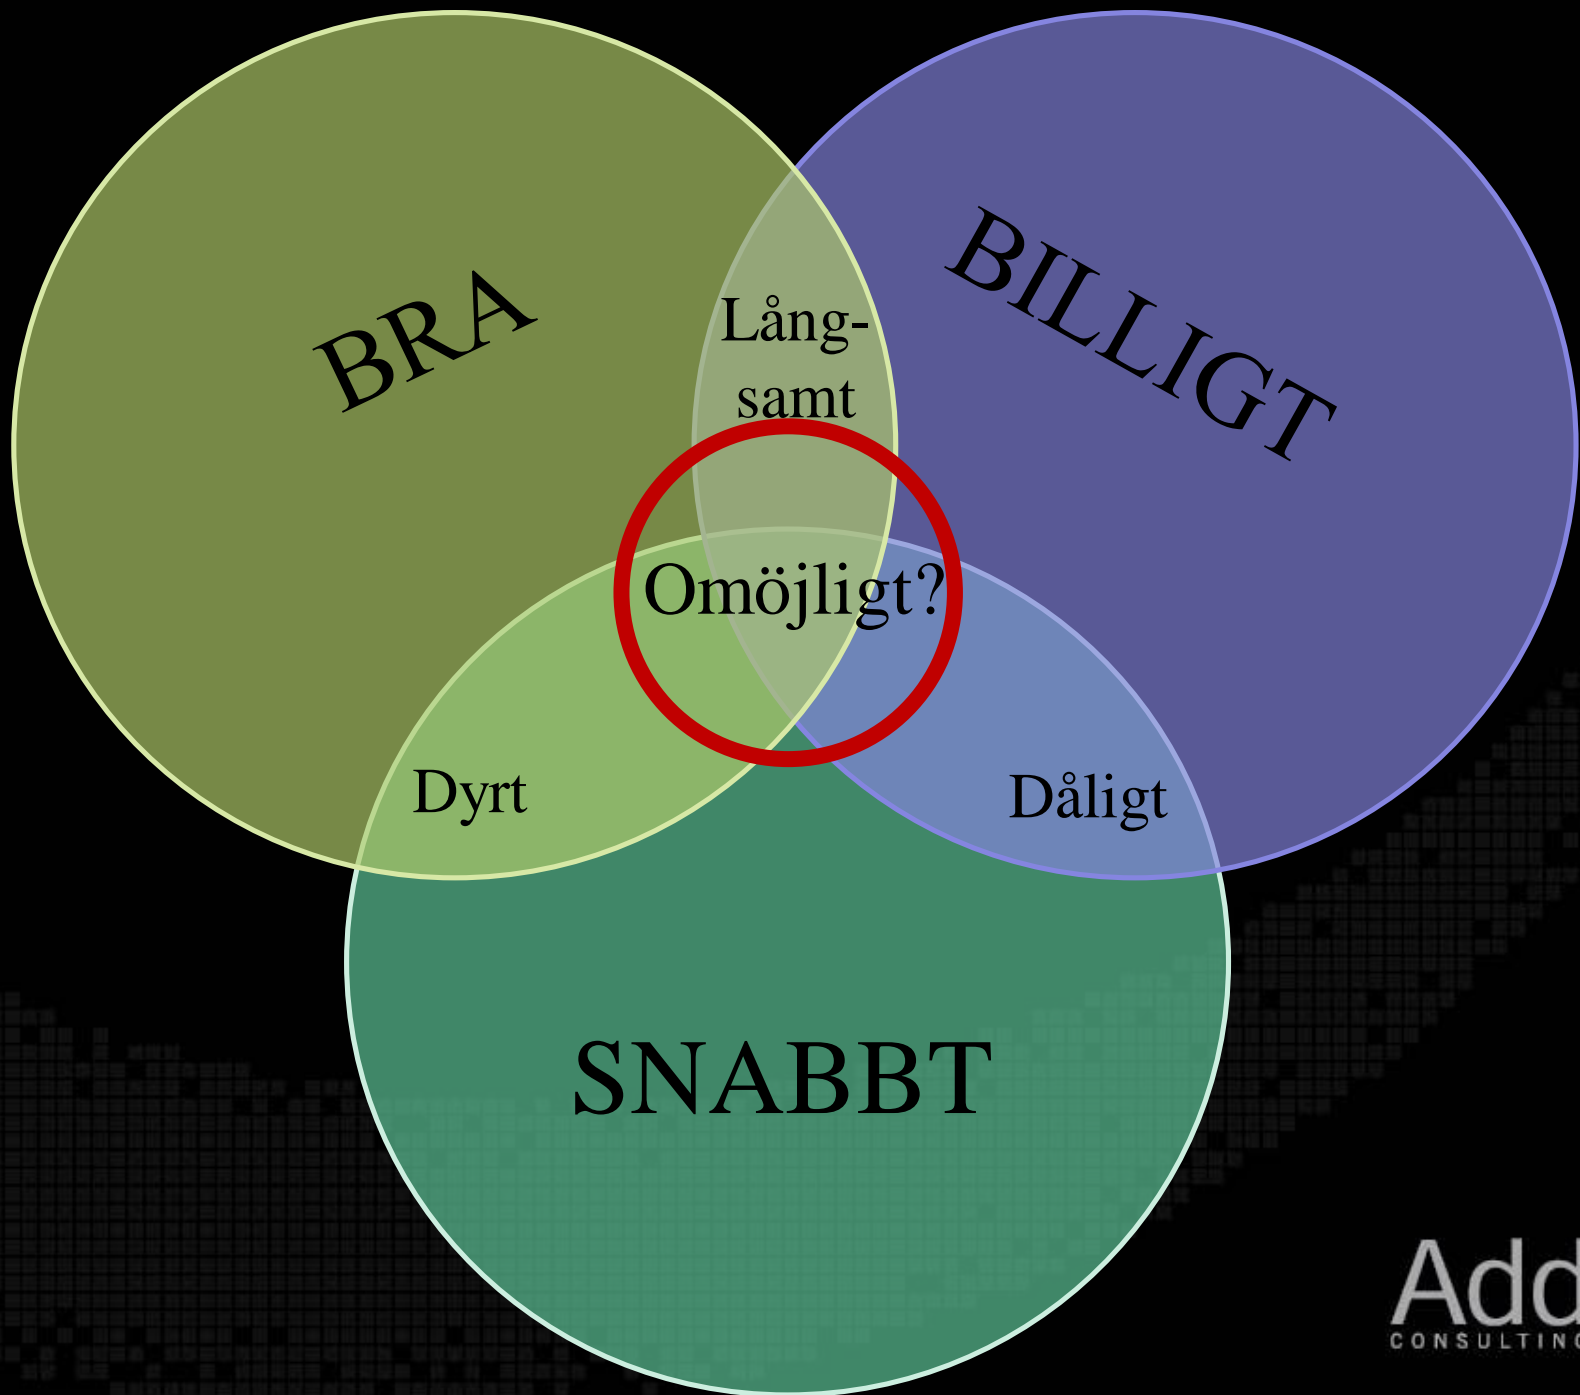 BRA
BILLIGT
Lång-
samt
Omöjligt?
Dyrt
Dåligt
SNABBT
Add
CONSULTING